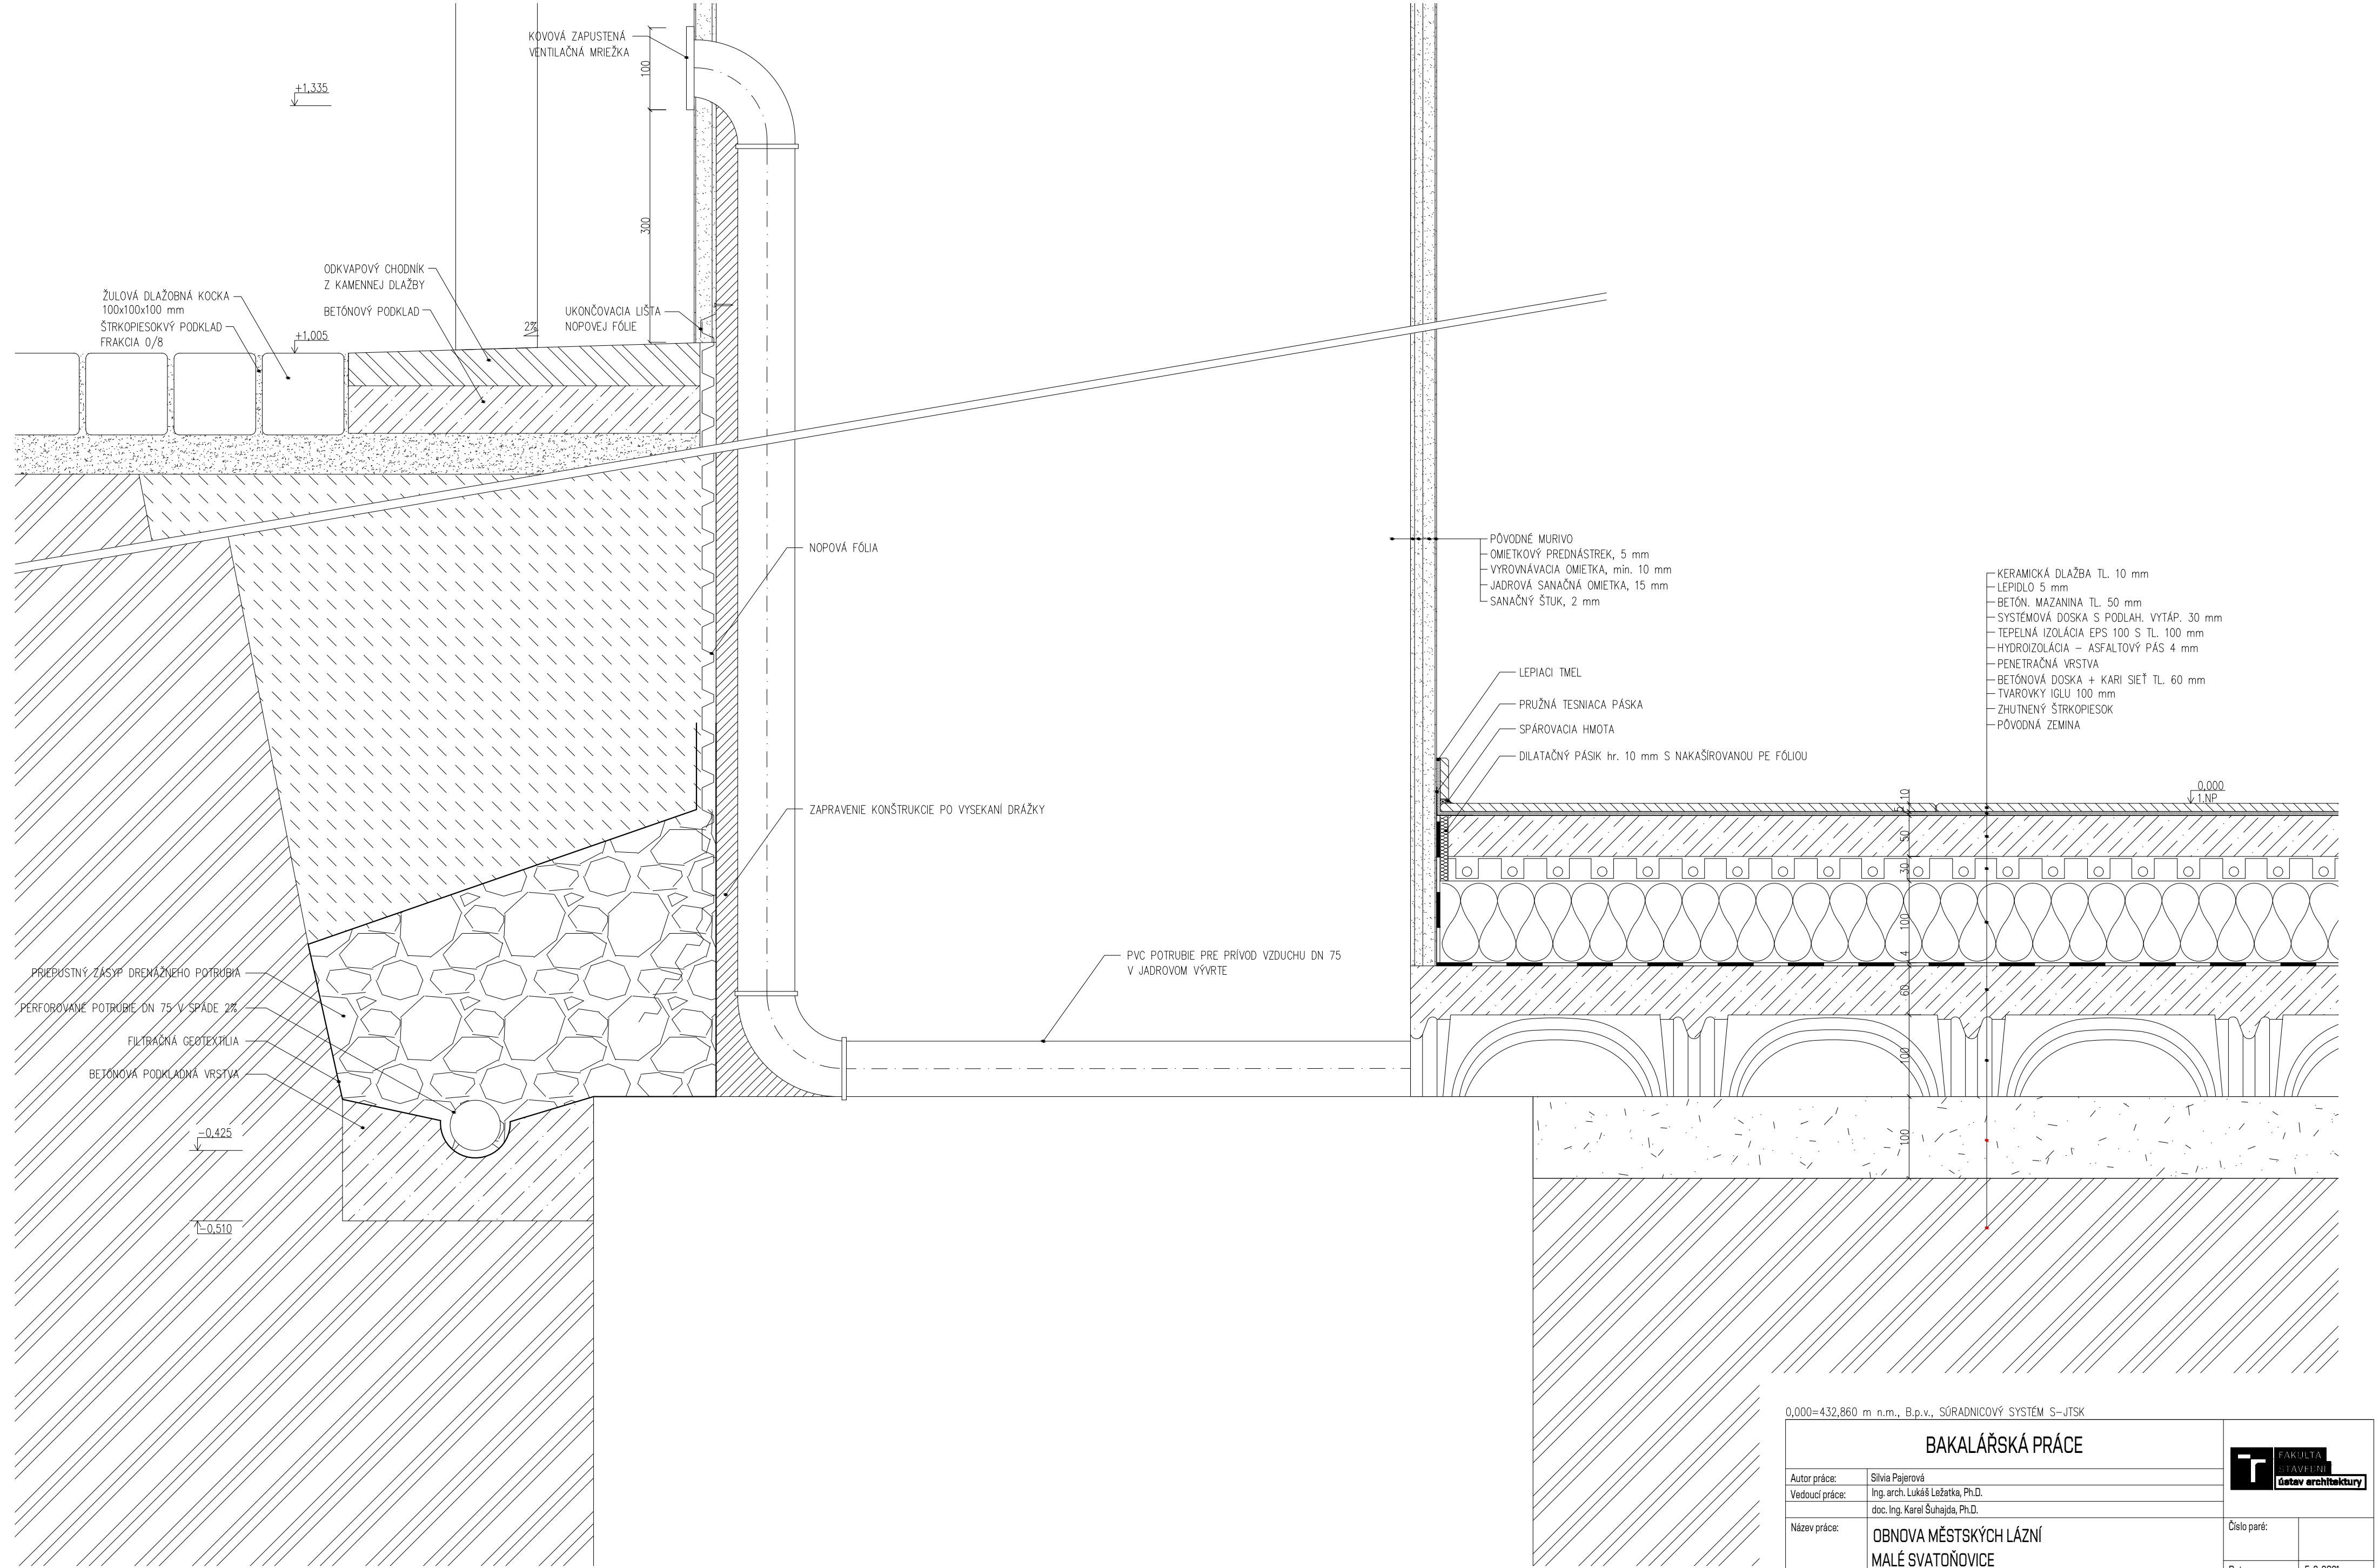 KOVOVÁ ZAPUSTENÁ
VENTILAČNÁ MRIEŽKA
100
+1,335
300
ODKVAPOVÝ CHODNÍK
Z KAMENNEJ DLAŽBY
BETÓNOVÝ PODKLAD
ŽULOVÁ DLAŽOBNÁ KOCKA
100x100x100 mm
ŠTRKOPIESOKVÝ PODKLAD
FRAKCIA 0/8
+1,005
2%
UKONČOVACIA LIŠTA
NOPOVEJ FÓLIE
NOPOVÁ FÓLIA
PÔVODNÉ MURIVO
OMIETKOVÝ PREDNÁSTREK, 5 mm
VYROVNÁVACIA OMIETKA, min. 10 mm
JADROVÁ SANAČNÁ OMIETKA, 15 mm
SANAČNÝ ŠTUK, 2 mm
KERAMICKÁ DLAŽBA TL. 10 mm
LEPIDLO 5 mm
BETÓN. MAZANINA TL. 50 mm
SYSTÉMOVÁ DOSKA S PODLAH. VYTÁP. 30 mm
TEPELNÁ IZOLÁCIA EPS 100 S TL. 100 mm
HYDROIZOLÁCIA - ASFALTOVÝ PÁS 4 mm
PENETRAČNÁ VRSTVA
BETÓNOVÁ DOSKA + KARI SIEŤ TL. 60 mm
TVAROVKY IGLU 100 mm
ZHUTNENÝ ŠTRKOPIESOK
PÔVODNÁ ZEMINA
LEPIACI TMEL
PRUŽNÁ TESNIACA PÁSKA
SPÁROVACIA HMOTA
DILATAČNÝ PÁSIK hr. 10 mm S NAKAŠÍROVANOU PE FÓLIOU
0,000
1.NP
10
5
50
30
100
4
60
100
100
ZAPRAVENIE KONŠTRUKCIE PO VYSEKANÍ DRÁŽKY
PVC POTRUBIE PRE PRÍVOD VZDUCHU DN 75
V JADROVOM VÝVRTE
PRIEPUSTNÝ ZÁSYP DRENÁŽNEHO POTRUBIA
PERFOROVANÉ POTRUBIE DN 75 V SPÁDE 2%
FILTRAČNÁ GEOTEXTÍLIA
BETÓNOVÁ PODKLADNÁ VRSTVA
-0,425
-0,510
0,000=432,860 m n.m., B.p.v., SÚRADNICOVÝ SYSTÉM S-JTSK
BAKALÁŘSKÁ PRÁCE
FAKULTA
STAVEBNÍ
ústav architektury
Autor práce: Silvia Pajerová
Vedoucí práce: Ing. arch. Lukáš Ležatka, Ph.D.
doc. Ing. Karel Šuhajda, Ph.D.
Název práce: OBNOVA MĚSTSKÝCH LÁZNÍ
MALÉ SVATOŇOVICE
Číslo paré: